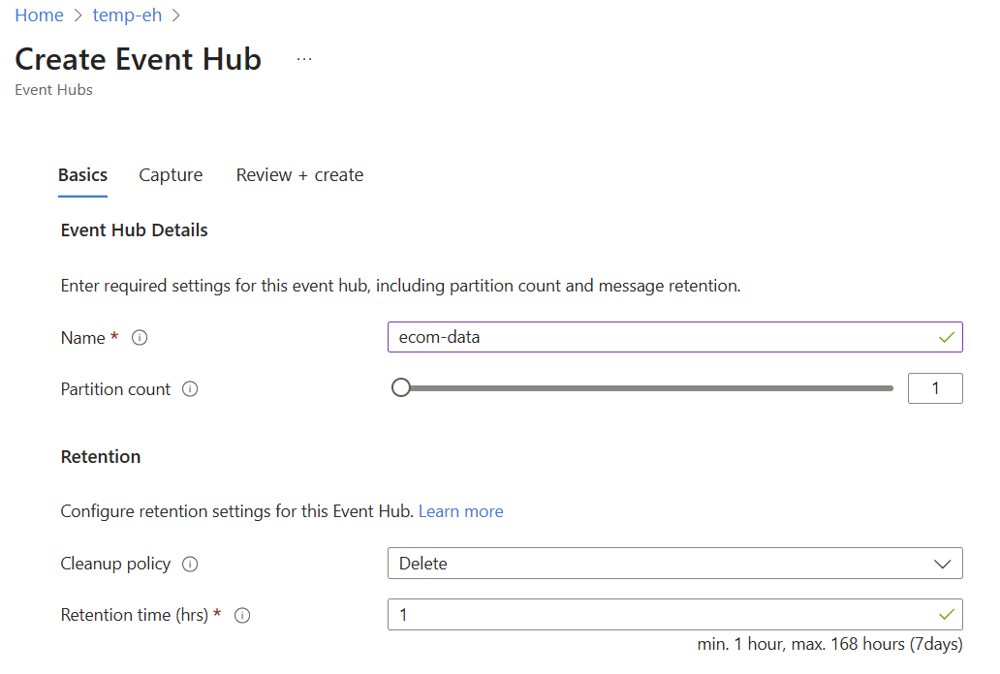 Home > temp-eh >
Create Event Hub ...
Event Hubs
Basics Capture Review + create
Event Hub Details
Enter required settings for this event hub, including partition count and message retention.
Name * ecom-data
Partition count 1
Retention
Configure retention settings for this Event Hub. Learn more
Cleanup policy Delete
Retention time (hrs) * 1
min. 1 hour, max. 168 hours (7days)